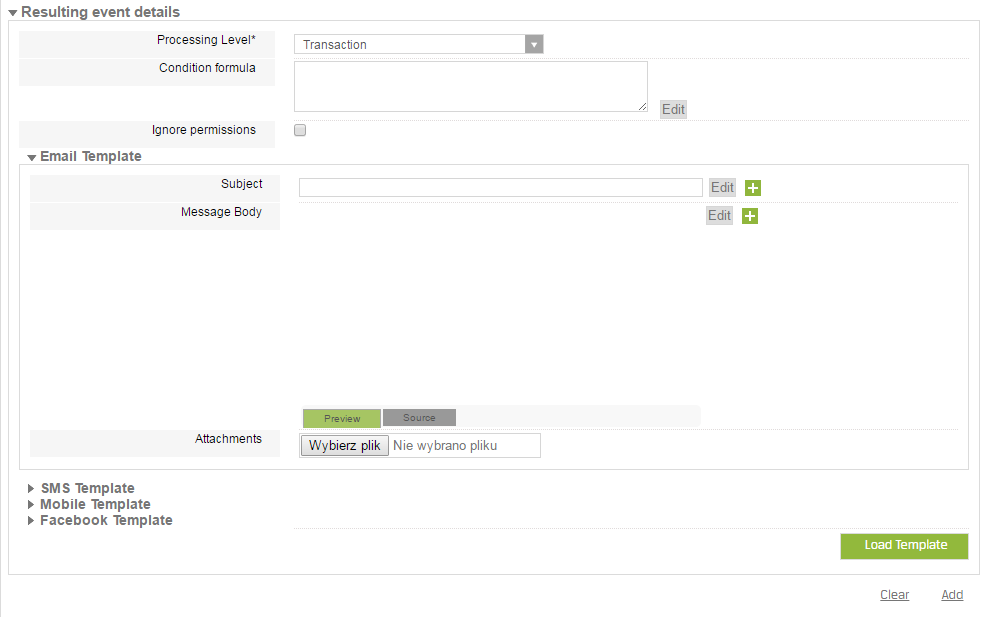 Resulting event details
Processing Level*
Transaction
Condition formula
Edit
Ignore permissions
Email Template
Subject
Edit
Message Body
Edit
Preview Source
Attachments
Wybierz plik Nie wybrano pliku
SMS Template
Mobile Template
Facebook Template
Load Template
Clear Add